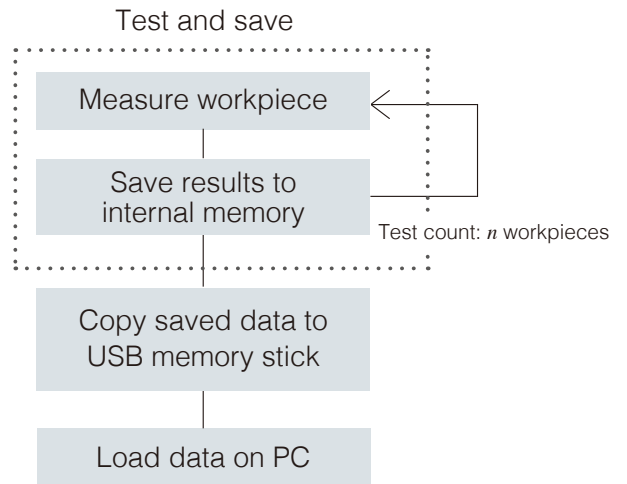 Test and save
Measure workpiece
Save results to
internal memory
Test count: n workpieces
Copy saved data to
USB memory stick
Load data on PC